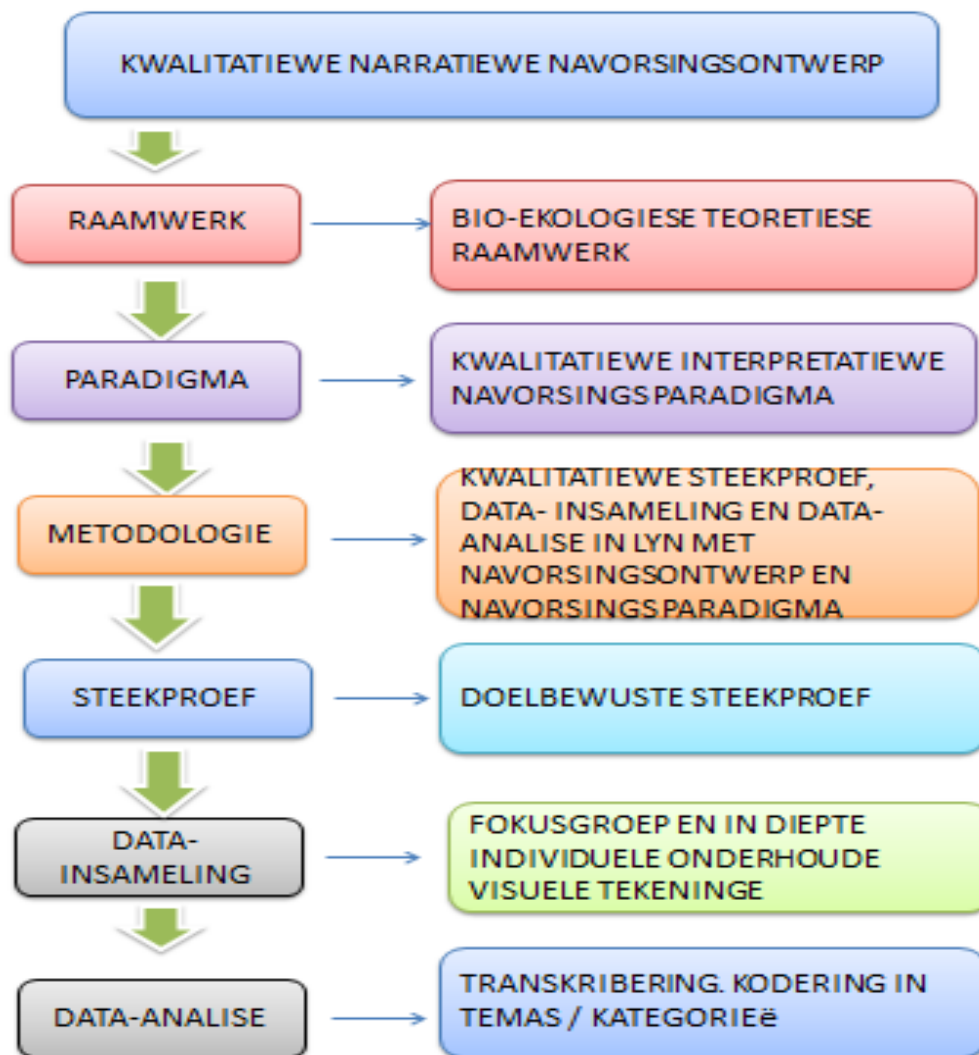 KWALITATIEWE NARRATIEWE NAVORSINGSONTWERP
RAAMWERK
BIO-EKOLOGIESE TEORETIESE
RAAMWERK
PARADIGMA
KWALITATIEWE INTERPRETATIEWE
NAVORSINGSPARADIGMA
METODOLOGIE
KWALITATIEWE STEEKPROEF,
DATA- INSAMELING EN DATA-
ANALISE IN LYN MET
NAVORSINGSONTWERP EN
NAVORSINGSPARADIGMA
STEEKPROEF
DOELBEWUSTE STEEKPROEF
DATA-
INSAMELING
FOKUSGROEP EN IN DIEPTE
INDIVIDUELE ONDERHOUDE
VISUELE TEKENINGE
DATA-ANALISE
TRANSKRIBERING. KODERING IN
TEMAS / KATEGORIEë